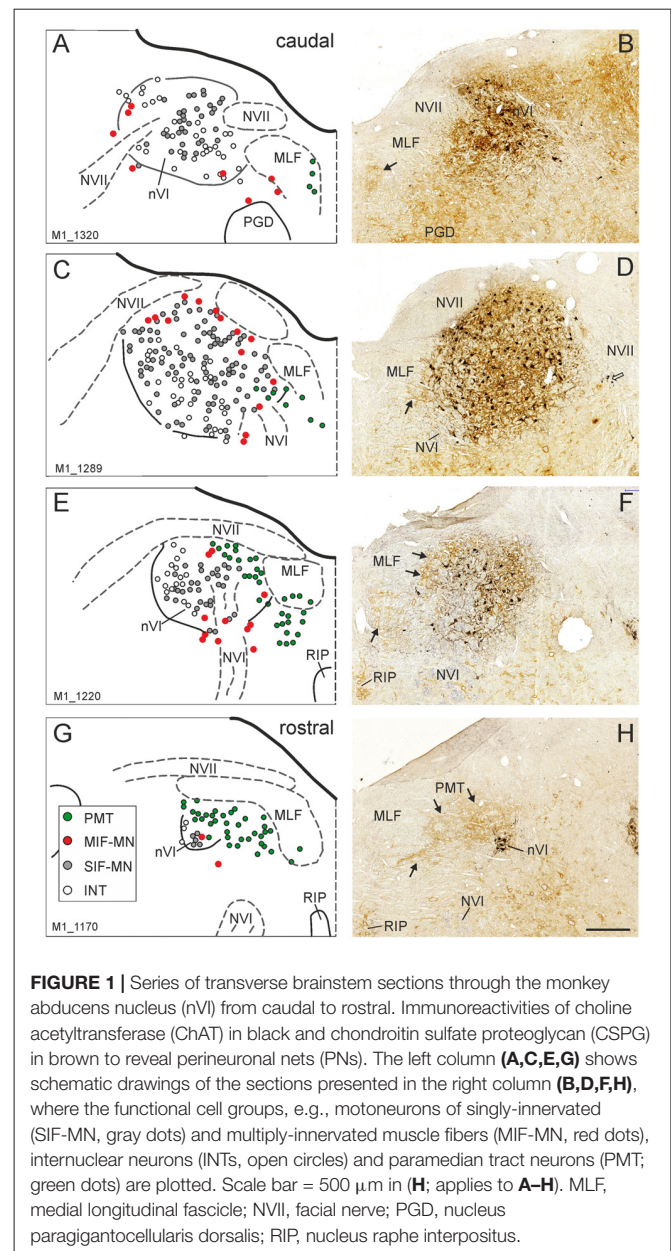 A
caudal
NVII
MLF
NVII
nVI
PGD
M1_1320
B
NVII
nVI
MLF
PGD
C
NVII
MLF
NVI
M1_1289
D
NVII
NVII
MLF
NVI
E
NVII
MLF
nVI
NVI
RIP
M1_1220
F
MLF
NVI
RIP
G
rostral
NVII
PMT
MIF-MN
SIF-MN
INT
MLF
nVI
NVI
RIP
M1_1170
H
PMT
MLF
nVI
NVI
RIP
FIGURE 1 | Series of transverse brainstem sections through the monkey
abducens nucleus (nVI) from caudal to rostral. Immunoreactivities of choline
acetyltransferase (ChAT) in black and chondroitin sulfate proteoglycan (CSPG)
in brown to reveal perineuronal nets (PNs). The left column (A,C,E,G) shows
schematic drawings of the sections presented in the right column (B,D,F,H),
where the functional cell groups, e.g., motoneurons of singly-innervated
(SIF-MN, gray dots) and multiply-innervated muscle fibers (MIF-MN, red dots),
internuclear neurons (INTs, open circles) and paramedian tract neurons (PMT;
green dots) are plotted. Scale bar = 500 μm in (H; applies to A–H). MLF,
medial longitudinal fascicle; NVII, facial nerve; PGD, nucleus
paragigantocellularis dorsalis; RIP, nucleus raphe interpositus.